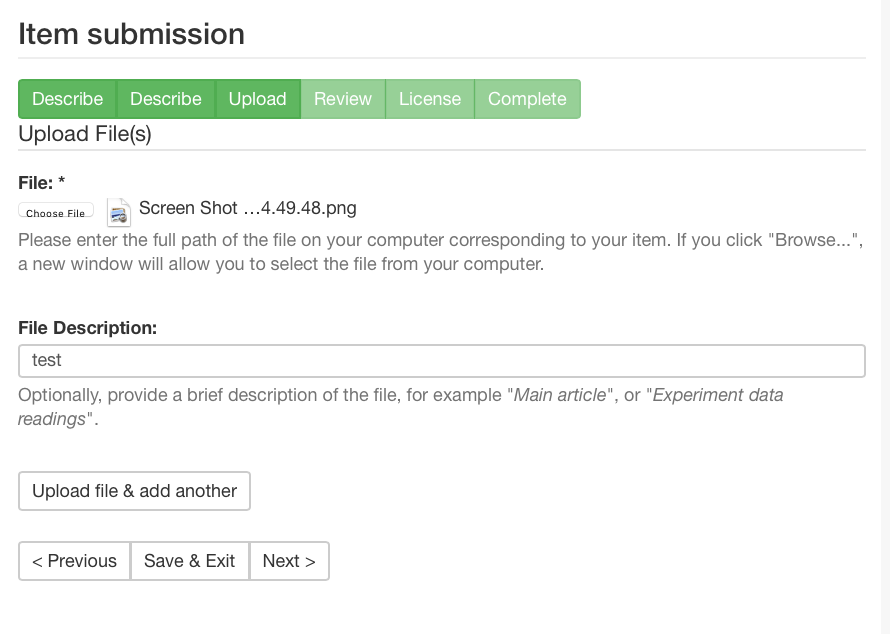 Item submission
Describe Describe Upload Review License Complete
Upload File(s)
File: *
Choose File Screen Shot …4.49.48.png
Please enter the full path of the file on your computer corresponding to your item. If you click "Browse...",
a new window will allow you to select the file from your computer.
File Description:
test
Optionally, provide a brief description of the file, for example "Main article", or "Experiment data
readings".
Upload file & add another
< Previous Save & Exit Next >